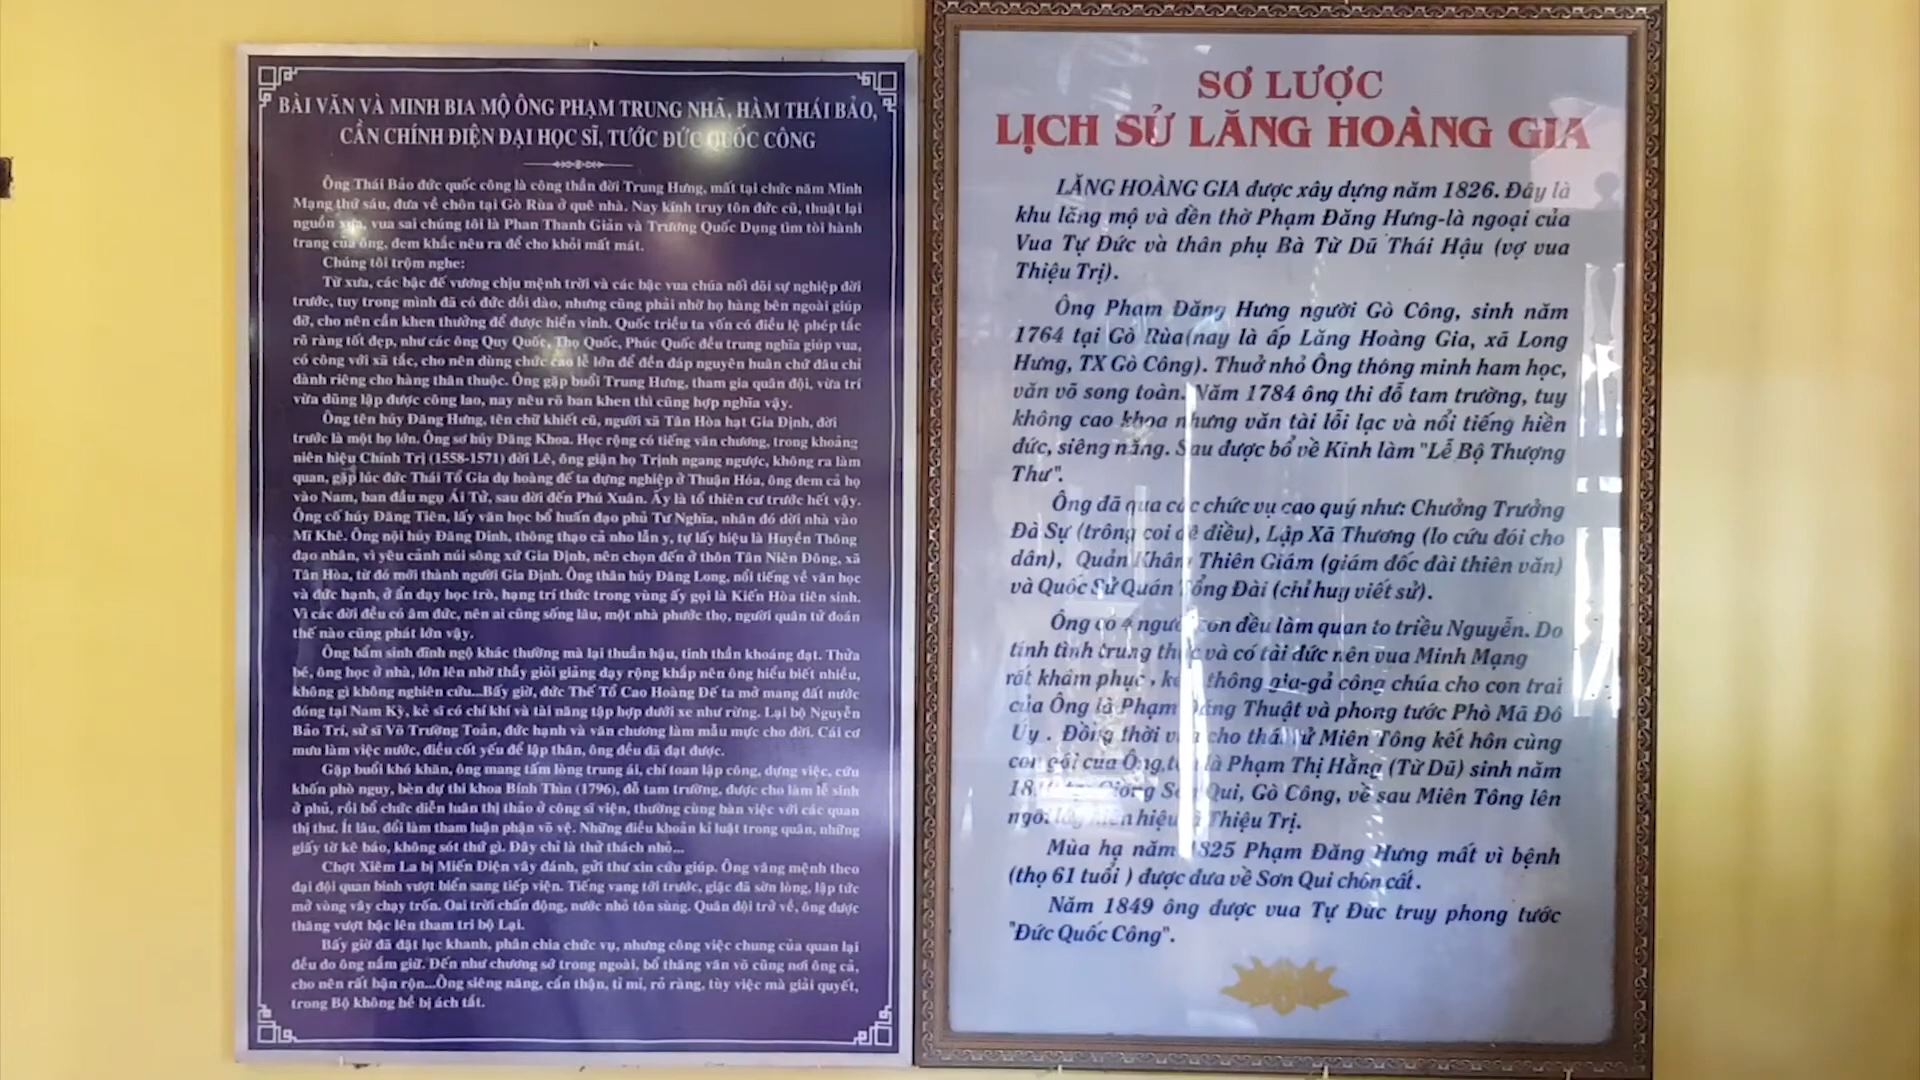 BÀI VĂN VÀ MINH BIA MỘ ÔNG PHẠM TRUNG NHÃ, HÀM THÁI BẢO,
CẦN CHÍNH ĐIỆN ĐẠI HỌC SĨ, TƯỚC ĐỨC QUỐC CÔNG
Ông Thái Bảo đức quốc công là công thần đời Trung Hưng, mất tại chức năm Minh
Mạng thứ sáu, đưa về chôn tại Gò Rùa ở quê nhà. Nay kính truy tôn đức cũ, thuật lại
nguồn xưa, vua sai chúng tôi là Phan Thanh Giản và Trương Quốc Dụng tìm tòi hành
trang của ông, đem khắc nêu ra để cho khỏi mất mát.
Chúng tôi trộm nghe:
Từ xưa, các bậc đế vương chịu mệnh trời và các bậc vua chúa nối dõi sự nghiệp đời
trước, tuy trong mình đã có đức dồi dào, nhưng cũng phải nhờ họ hàng bên ngoài giúp
đỡ, cho nên cần khen thưởng để được hiển vinh. Quốc triều ta vốn có điều lệ phép tắc
rõ ràng tốt đẹp, như các ông Quy Quốc, Thọ Quốc, Phúc Quốc đều trung nghĩa giúp vua,
có công với xã tắc, cho nên dùng chức cao lễ lớn để đền đáp nguyên huân chứ đâu chỉ
dành riêng cho hàng thân thuộc. Ông gặp buổi Trung Hưng, tham gia quân đội, vừa trí
vừa dũng lập được công lao, nay nêu rõ ban khen thì cũng hợp nghĩa vậy.
Ông tên húy Đăng Hưng, tên chữ khiết cũ, người xã Tân Hòa hạt Gia Định, đời
trước là một họ lớn. Ông sơ húy Đăng Khoa. Học rộng có tiếng văn chương, trong khoảng
niên hiệu Chính Trị (1558-1571) đời Lê, ông giận họ Trịnh ngang ngược, không ra làm
quan, gặp lúc đức Thái Tổ Gia dụ hoàng đế ta dựng nghiệp ở Thuận Hóa, ông đem cả họ
vào Nam, ban đầu ngụ Ái Tử, sau dời đến Phú Xuân. Ấy là tổ thiên cư trước hết vậy.
Ông cố húy Đăng Tiên, lấy văn học bổ huấn đạo phủ Tư Nghĩa, nhân đó dời nhà vào
Mĩ Khê. Ông nội húy Đăng Dinh, thông thạo cả nho lẫn y, tự lấy hiệu là Huyền Thông
đạo nhân, vì yêu cảnh núi sông xứ Gia Định, nên chọn đến ở thôn Tân Niên Đông, xã
Tân Hòa, từ đó mới thành người Gia Định. Ông thân húy Đăng Long, nổi tiếng về văn học
và đức hạnh, ở ẩn dạy học trò, hạng trí thức trong vùng ấy gọi là Kiến Hòa tiên sinh.
Vì các đời đều có âm đức, nên ai cũng sống lâu, một nhà phước thọ, người quân tử đoán
thế nào cũng phát lớn vậy.
Ông bẩm sinh đĩnh ngộ khác thường mà lại thuần hậu, tinh thần khoáng đạt. Thửa
bé, ông học ở nhà, lớn lên nhờ thầy giỏi giảng dạy rộng khắp nên ông hiểu biết nhiều,
không gì không nghiên cứu...Bấy giờ, đức Thế Tổ Cao Hoàng Đế ta mở mang đất nước
đóng tại Nam Kỳ, kẻ sĩ có chí khí và tài năng tập hợp dưới xe như rừng. Lại bộ Nguyễn
Bảo Trí, sử sĩ Võ Trường Toản, đức hạnh và văn chương làm mẫu mực cho đời. Cái cơ
mưu làm việc nước, điều cốt yếu để lập thân, ông đều đã đạt được.
Gặp buổi khó khăn, ông mang tấm lòng trung ái, chí toan lập công, dựng việc, cứu
khốn phò nguy, bèn dự thi khoa Bính Thìn (1796), đỗ tam trường, được cho làm lễ sinh
ở phủ, rồi bổ chức diễn luân thị thảo ở cống sĩ viện, thường cùng bàn việc với các quan
thị thư. Ít lâu, đổi làm tham luận phận võ vệ. Những điều khoản kỉ luật trong quân, những
giấy tờ kê báo, không sót thứ gì. Đây chỉ là thử thách nhỏ...
Chợt Xiêm La bị Miến Điện vây đánh, gửi thư xin cứu giúp. Ông vâng mệnh theo
đại đội quan binh vượt biển sang tiếp viện. Tiếng vang tới trước, giặc đã sờn lòng, lập tức
mở vòng vây chạy trốn. Oai trời chấn động, nước nhỏ tôn sùng. Quân đội trở về, ông được
thăng vượt bậc lên tham tri bộ Lại.
Bấy giờ đã đặt lục khanh, phân chia chức vụ, nhưng công việc chung của quan lại
đều do ông nắm giữ. Đến như chương sớ trong ngoài, bổ thăng văn võ cũng nơi ông cả,
cho nên rất bận rộn...Ông siêng năng, cẩn thận, tỉ mỉ, rõ ràng, tùy việc mà giải quyết,
trong Bộ không hề bị ách tắt.
SƠ LƯỢC
LỊCH SỬ LĂNG HOÀNG GIA
LĂNG HOÀNG GIA được xây dựng năm 1826. Đây là
khu lăng mộ và đền thờ Phạm Đăng Hưng-là ngoại của
Vua Tự Đức và thân phụ Bà Từ Dũ Thái Hậu (vợ vua
Thiệu Trị).
Ông Phạm Đăng Hưng người Gò Công, sinh năm
1764 tại Gò Rùa(nay là ấp Lăng Hoàng Gia, xã Long
Hưng, TX Gò Công). Thuở nhỏ Ông thông minh ham học,
văn võ song toàn. Năm 1784 ông thi đỗ tam trường, tuy
không cao khoa nhưng văn tài lỗi lạc và nổi tiếng hiền
đức, siêng năng. Sau được bổ về Kinh làm "Lễ Bộ Thượng
Thư".
Ông đã qua các chức vụ cao quý như: Chưởng Trưởng
Đà Sự (trông coi đê điều), Lập Xã Thương (lo cứu đói cho
dân), Quản Khâm Thiên Giám (giám đốc đài thiên văn)
và Quốc Sử Quán Tổng Đài (chỉ huy viết sử).
Ông có 4 người con đều làm quan to triều Nguyễn. Do
tính tình trung thực và có tài đức nên vua Minh Mạng
rất khâm phục, kết thông gia-gả công chúa cho con trai
của Ông là Phạm Đăng Thuật và phong tước Phò Mã Đô
Úy. Đồng thời vua cho thái tử Miên Tông kết hôn cùng
con gái của Ông, tên là Phạm Thị Hằng (Từ Dũ) sinh năm
Giồng Sơn Qui, Gò Công, về sau Miên Tông lên
ngôi lấy niên hiệu là Thiệu Trị.
Mùa hạ năm 1825 Phạm Đăng Hưng mất vì bệnh
(thọ 61 tuổi) được đưa về Sơn Qui chôn cất.
Năm 1849 ông được vua Tự Đức truy phong tước
"Đức Quốc Công".